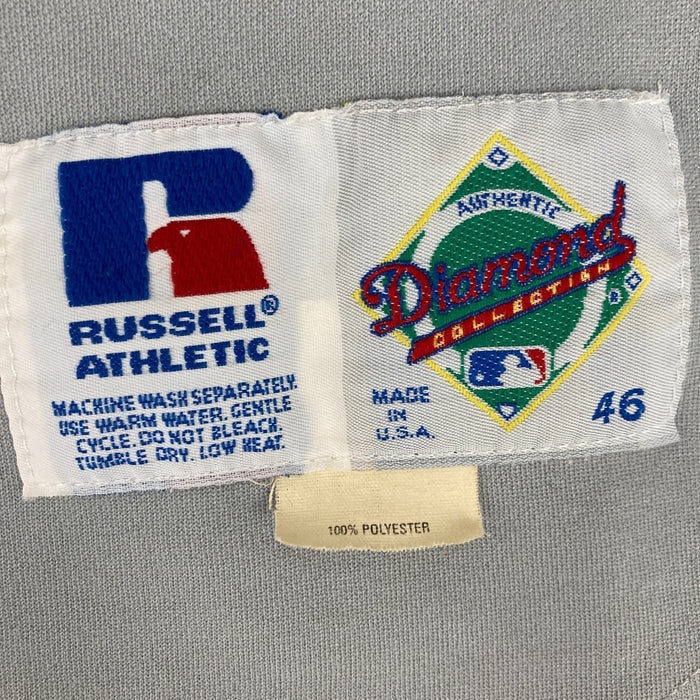 RUSSELL®
ATHLETIC
MACHINE WASH SEPARATELY.
USE WARM WATER. GENTLE
CYCLE. DO NOT BLEACH.
TUMBLE DRY. LOW HEAT.
AUTHENTIC
Diamond
COLLECTION
®
MADE
IN
U.S.A.
46
100% POLYESTER